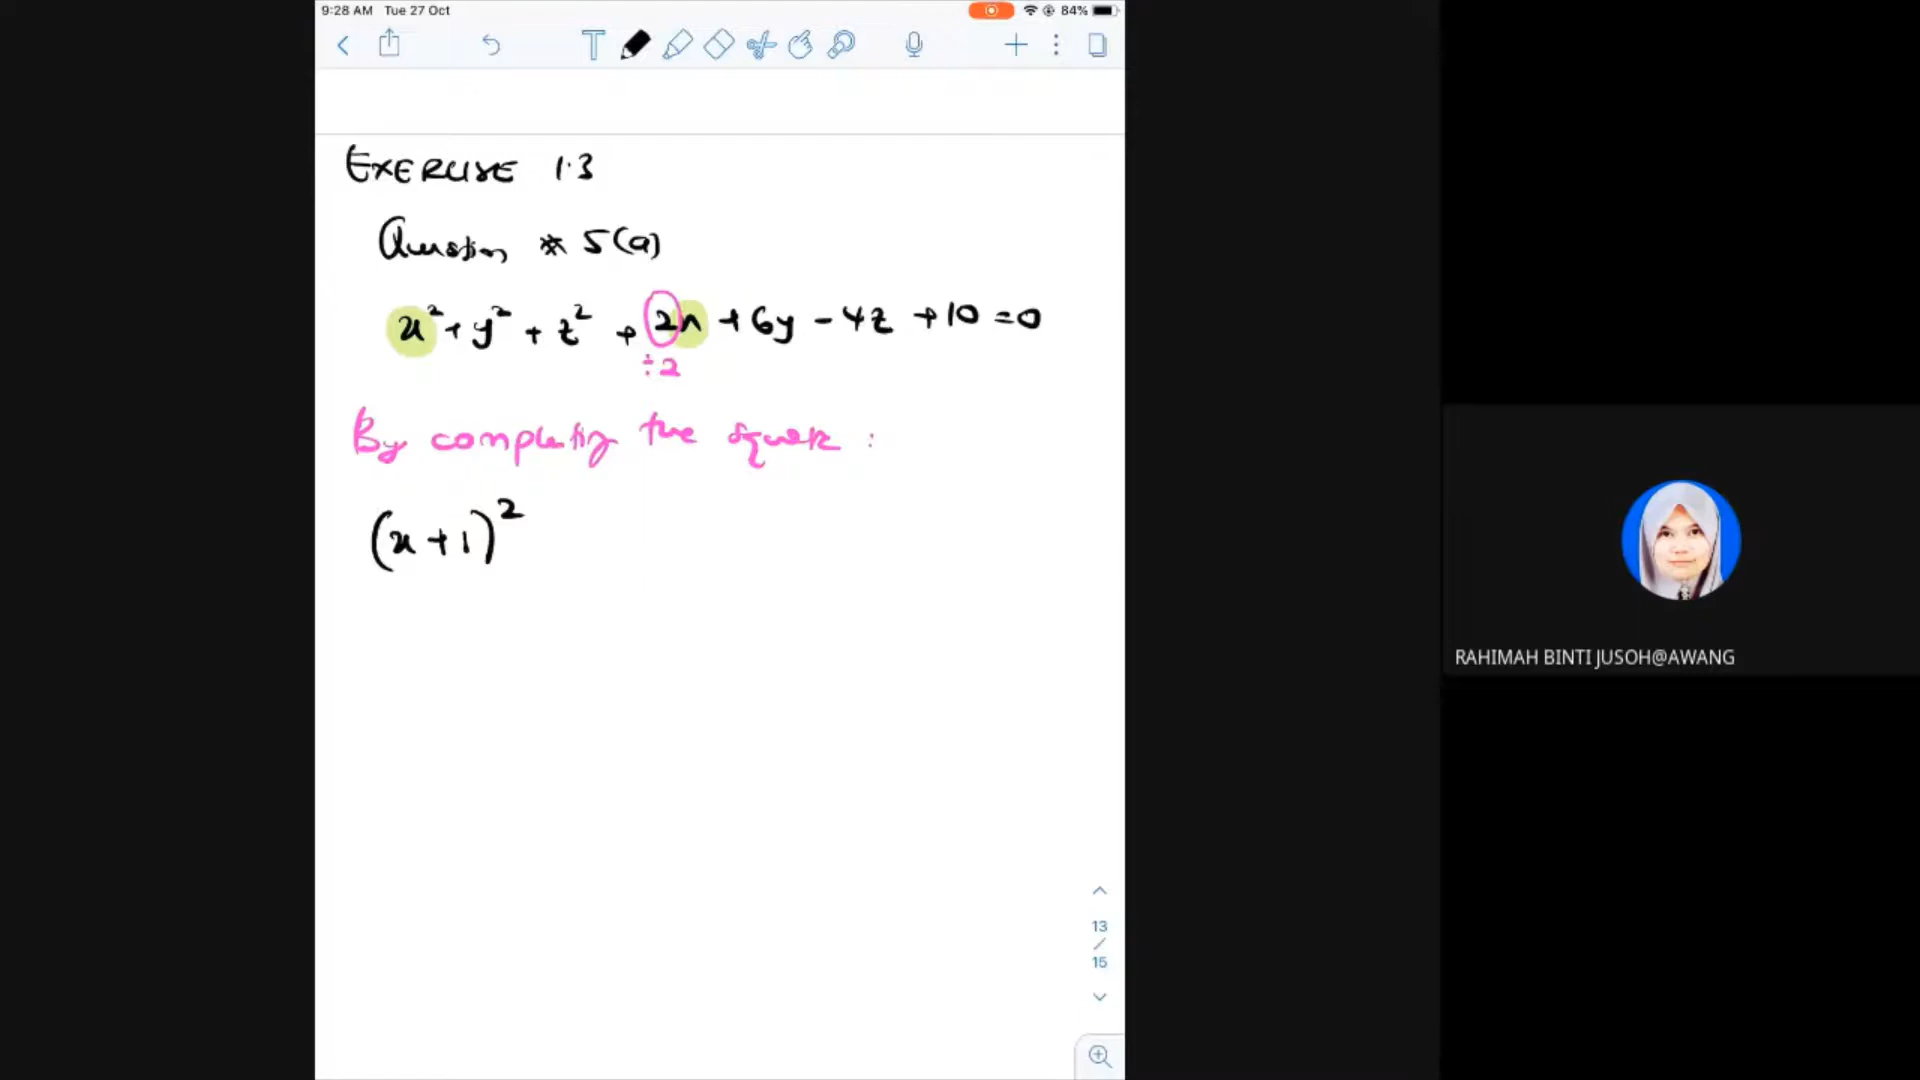 9:28 AM Tue 27 Oct 84%
T
EXERCISE 1.3
Question * 5(a)
x² + y² + z² + 2x + 6y - 4z + 10 = 0
÷2
By completing the square :
(x + 1)²
RAHIMAH BINTI JUSOH@AWANG
13
/
15